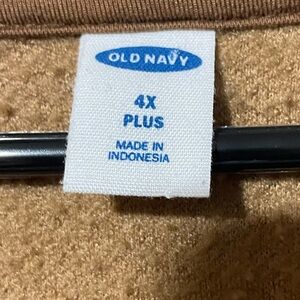 OLD NAVY
4X
PLUS
MADE IN
INDONESIA